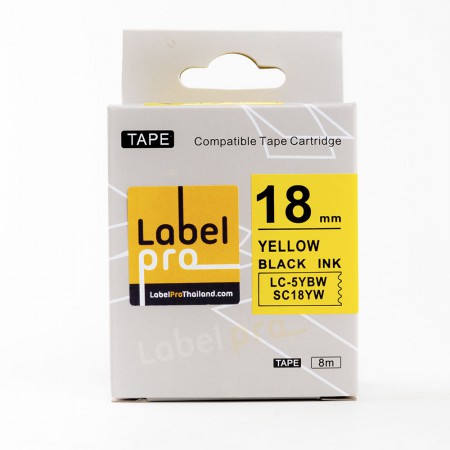 TAPE
Compatible Tape Cartridge
Label
pro
LabelProThailand.com
18 mm
YELLOW
BLACK INK
LC-5YBW
SC18YW
Label pro
TAPE 8m